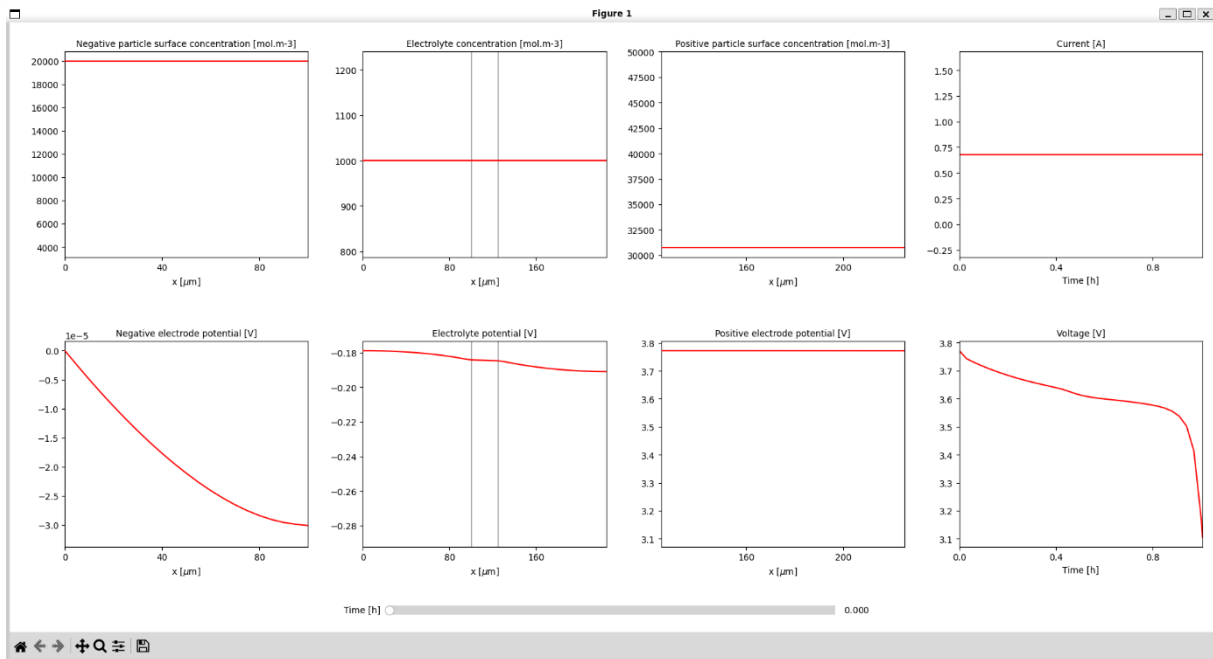 Figure 1
Negative particle surface concentration [mol.m-3]
20000
18000
16000
14000
12000
10000
8000
6000
4000
0 40 80
x [μm]
Electrolyte concentration [mol.m-3]
1200
1100
1000
900
800
0 80 160
x [μm]
Positive particle surface concentration [mol.m-3]
50000
47500
45000
42500
40000
37500
35000
32500
30000
160 200
x [μm]
Current [A]
1.50
1.25
1.00
0.75
0.50
0.25
0.00
−0.25
0.0 0.4 0.8
Time [h]
Negative electrode potential [V]
1e−5
0.0
−0.5
−1.0
−1.5
−2.0
−2.5
−3.0
0 40 80
x [μm]
Electrolyte potential [V]
−0.18
−0.20
−0.22
−0.24
−0.26
−0.28
0 80 160
x [μm]
Positive electrode potential [V]
3.8
3.7
3.6
3.5
3.4
3.3
3.2
3.1
160 200
x [μm]
Voltage [V]
3.8
3.7
3.6
3.5
3.4
3.3
3.2
3.1
0.0 0.4 0.8
Time [h]
Time [h] 0.000